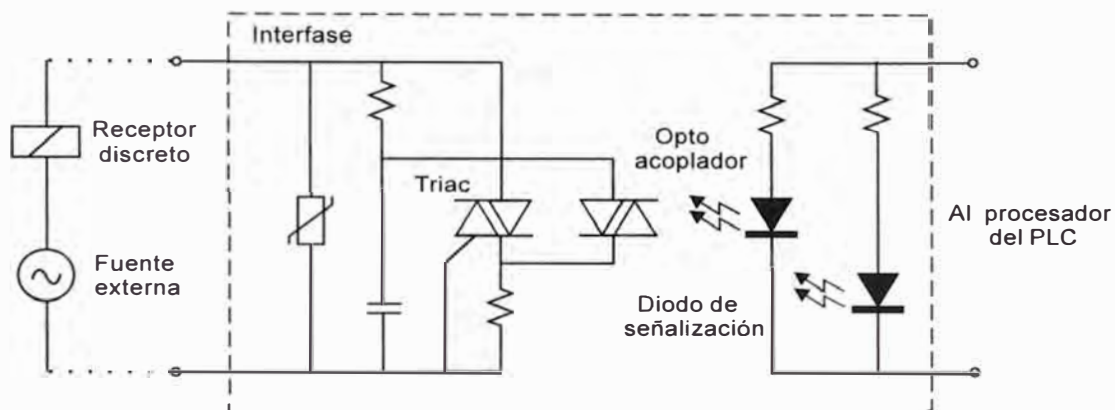 Interfase
Receptor
discreto
Opto
acoplador
Triac
Al procesador
del PLC
Fuente
externa
Diodo de
señalización